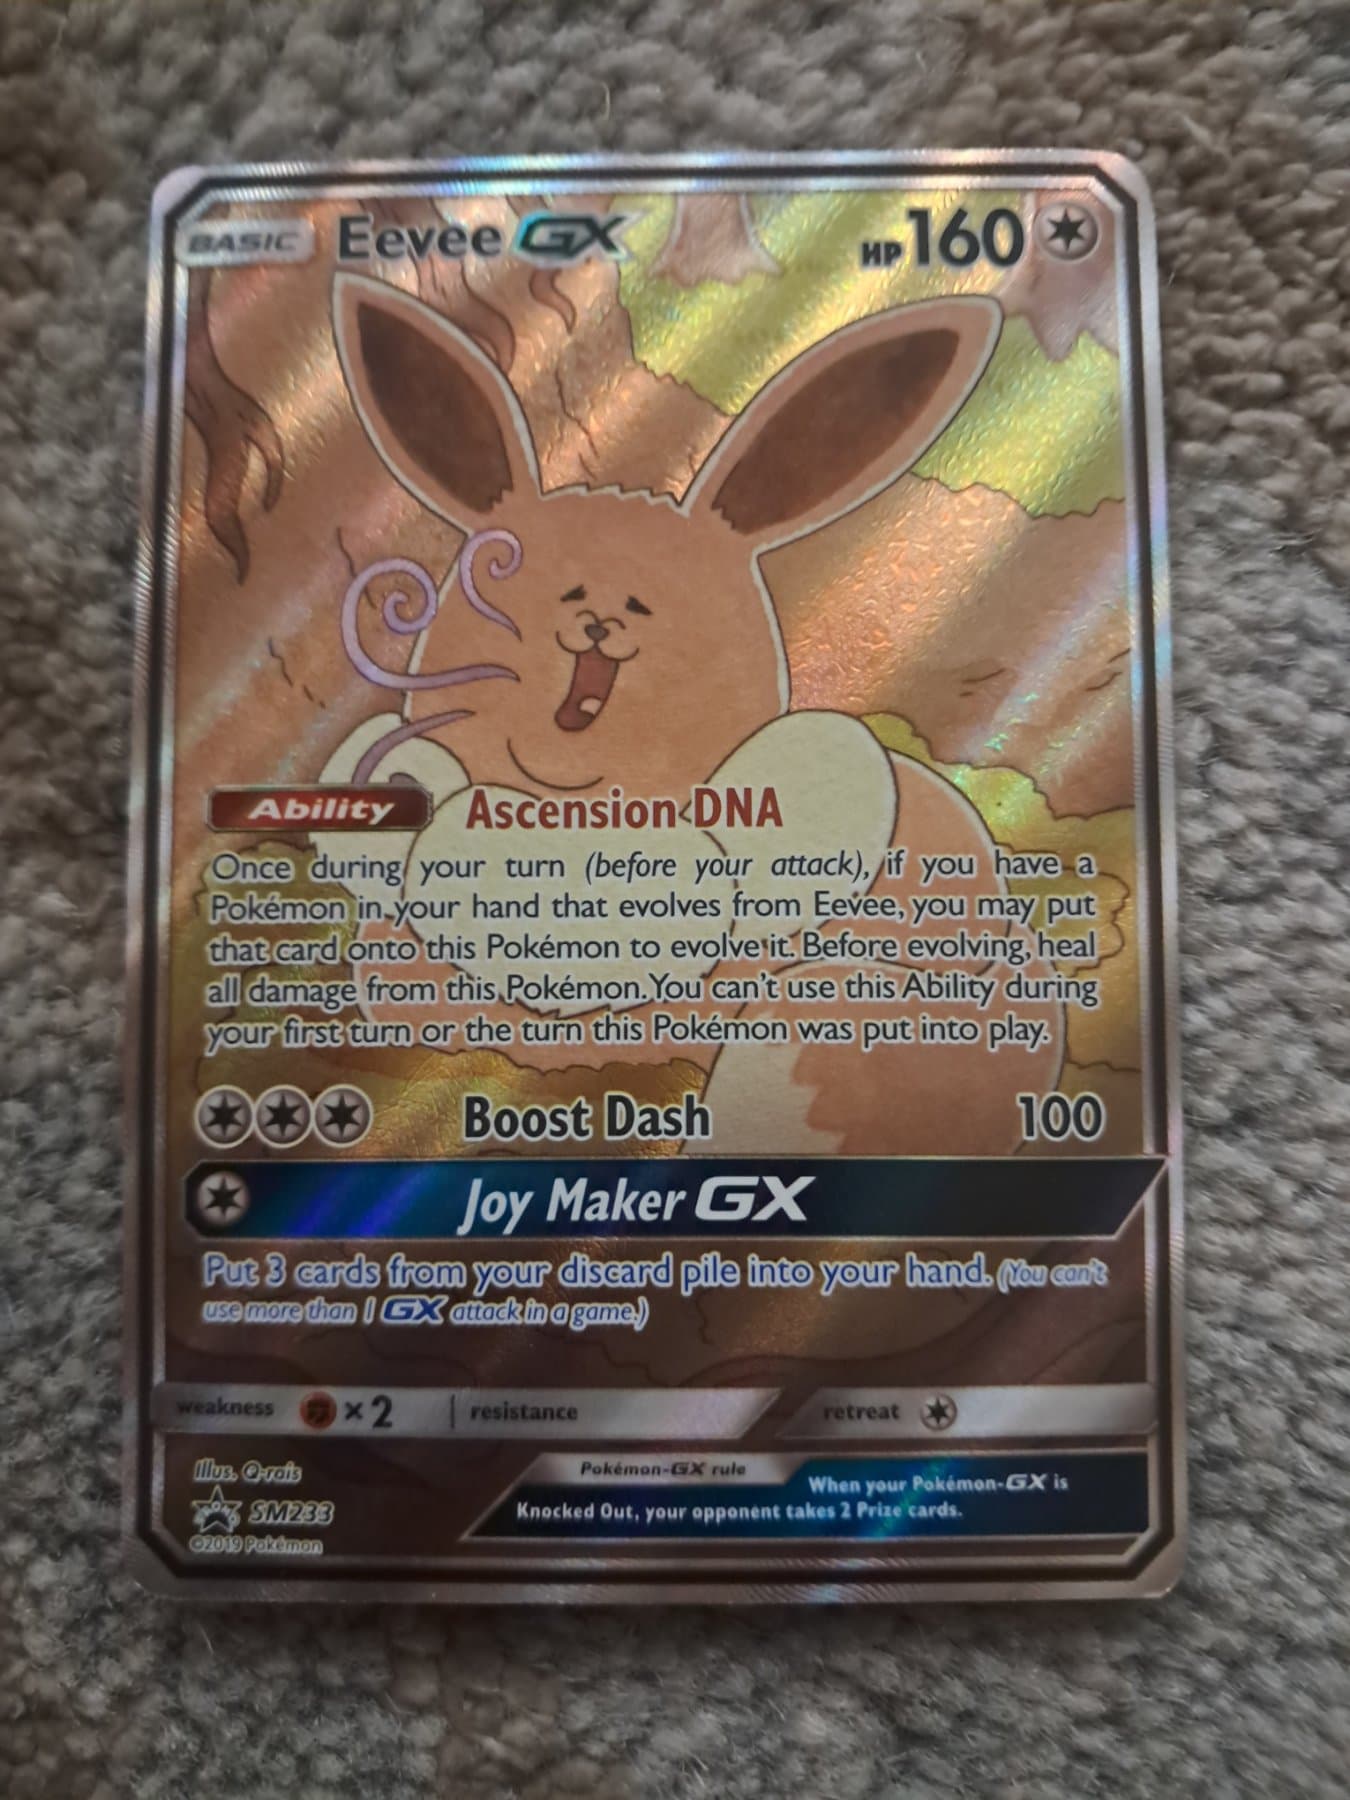 BASIC Eevee GX HP 160
Ability Ascension DNA
Once during your turn (before your attack), if you have a
Pokémon in your hand that evolves from Eevee, you may put
that card onto this Pokémon to evolve it. Before evolving, heal
all damage from this Pokémon. You can't use this Ability during
your first turn or the turn this Pokémon was put into play.
Boost Dash 100
Joy Maker GX
Put 3 cards from your discard pile into your hand. (You can't
use more than 1 GX attack in a game.)
weakness ×2 resistance retreat
Illus. Q-rais
SM233
©2019 Pokémon
Pokémon-GX rule
When your Pokémon-GX is
Knocked Out, your opponent takes 2 Prize cards.